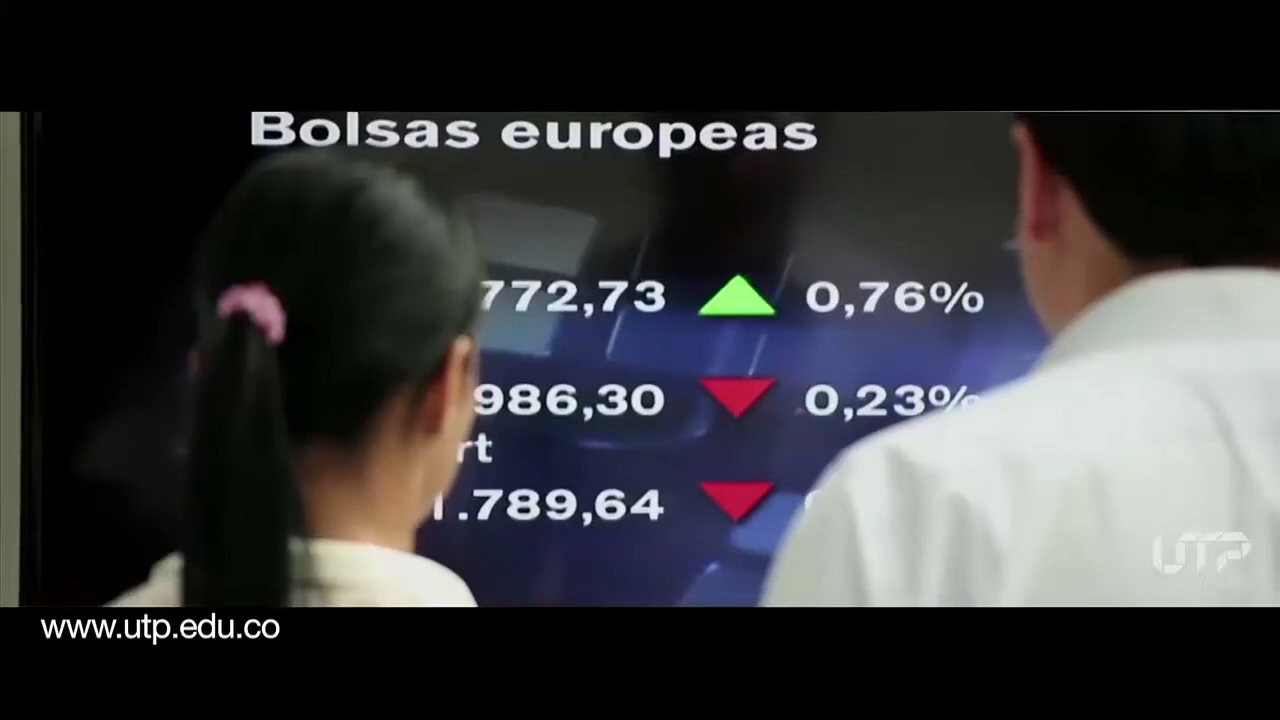 Bolsas europeas
772,73 0,76%
986,30 0,23%
rt
1.789,64
UTP
www.utp.edu.co